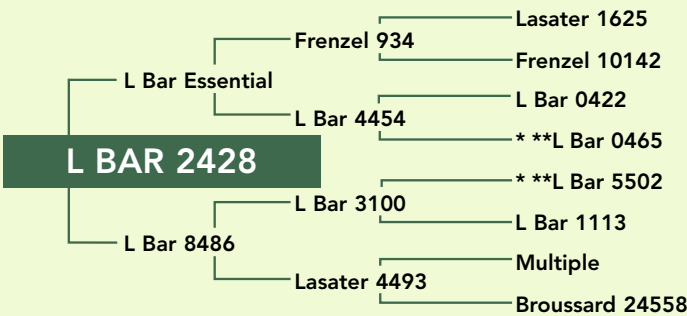 Lasater 1625
Frenzel 934
Frenzel 10142
L Bar Essential
L Bar 0422
L Bar 4454
* **L Bar 0465
L BAR 2428
* **L Bar 5502
L Bar 3100
L Bar 1113
L Bar 8486
Multiple
Lasater 4493
Broussard 24558